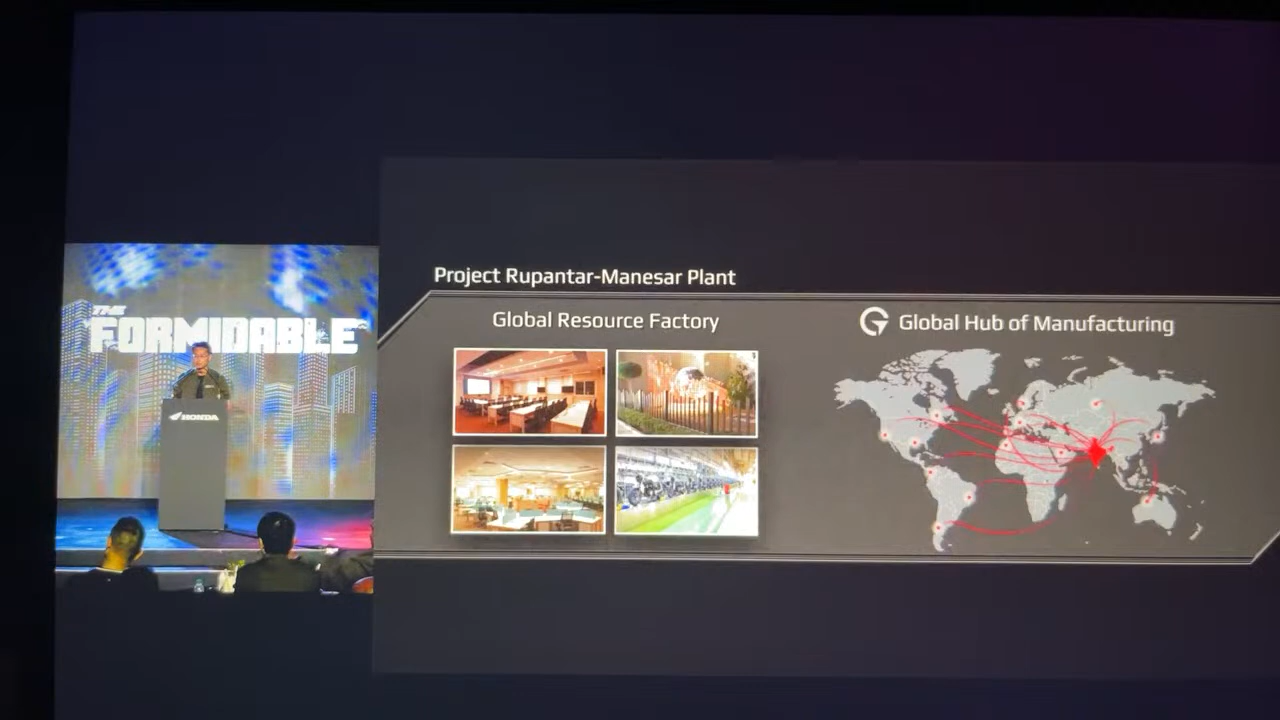 THE
FORMIDABLE
HONDA
Project Rupantar-Manesar Plant
Global Resource Factory
Global Hub of Manufacturing